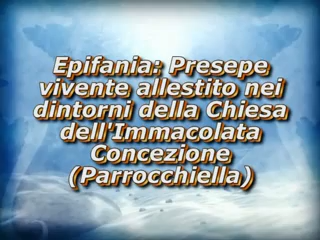 Epifania: Presepe
vivente allestito nei
dintorni della Chiesa
dell'Immacolata
Concezione
(Parrocchiella)